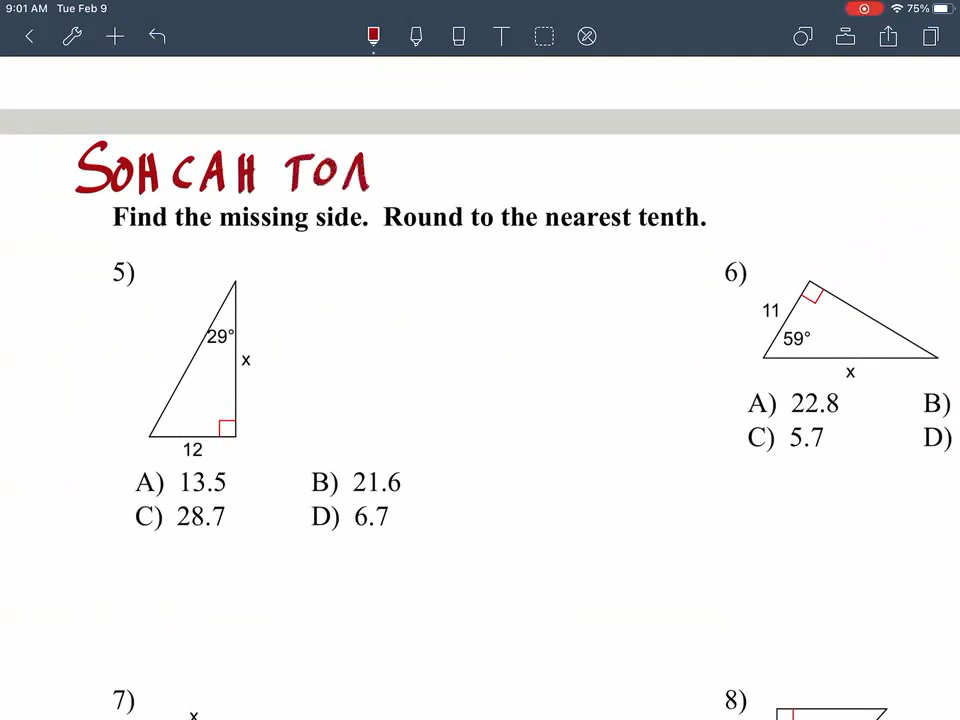 9:01 AM Tue Feb 9 75%
SOH CAH TOA
Find the missing side. Round to the nearest tenth.
5)
29°
x
12
A) 13.5 B) 21.6
C) 28.7 D) 6.7
6)
11
59°
x
A) 22.8 B)
C) 5.7 D)
7)
x
8)